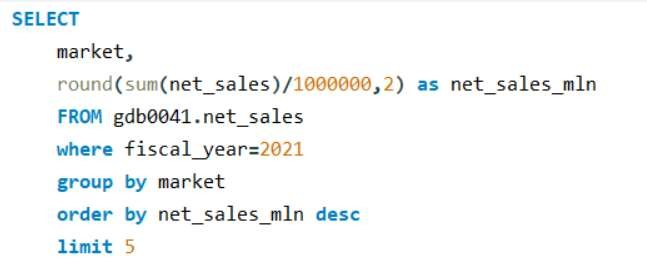 SELECT
market,
round(sum(net_sales)/1000000,2) as net_sales_mln
FROM gdb0041.net_sales
where fiscal_year=2021
group by market
order by net_sales_mln desc
limit 5